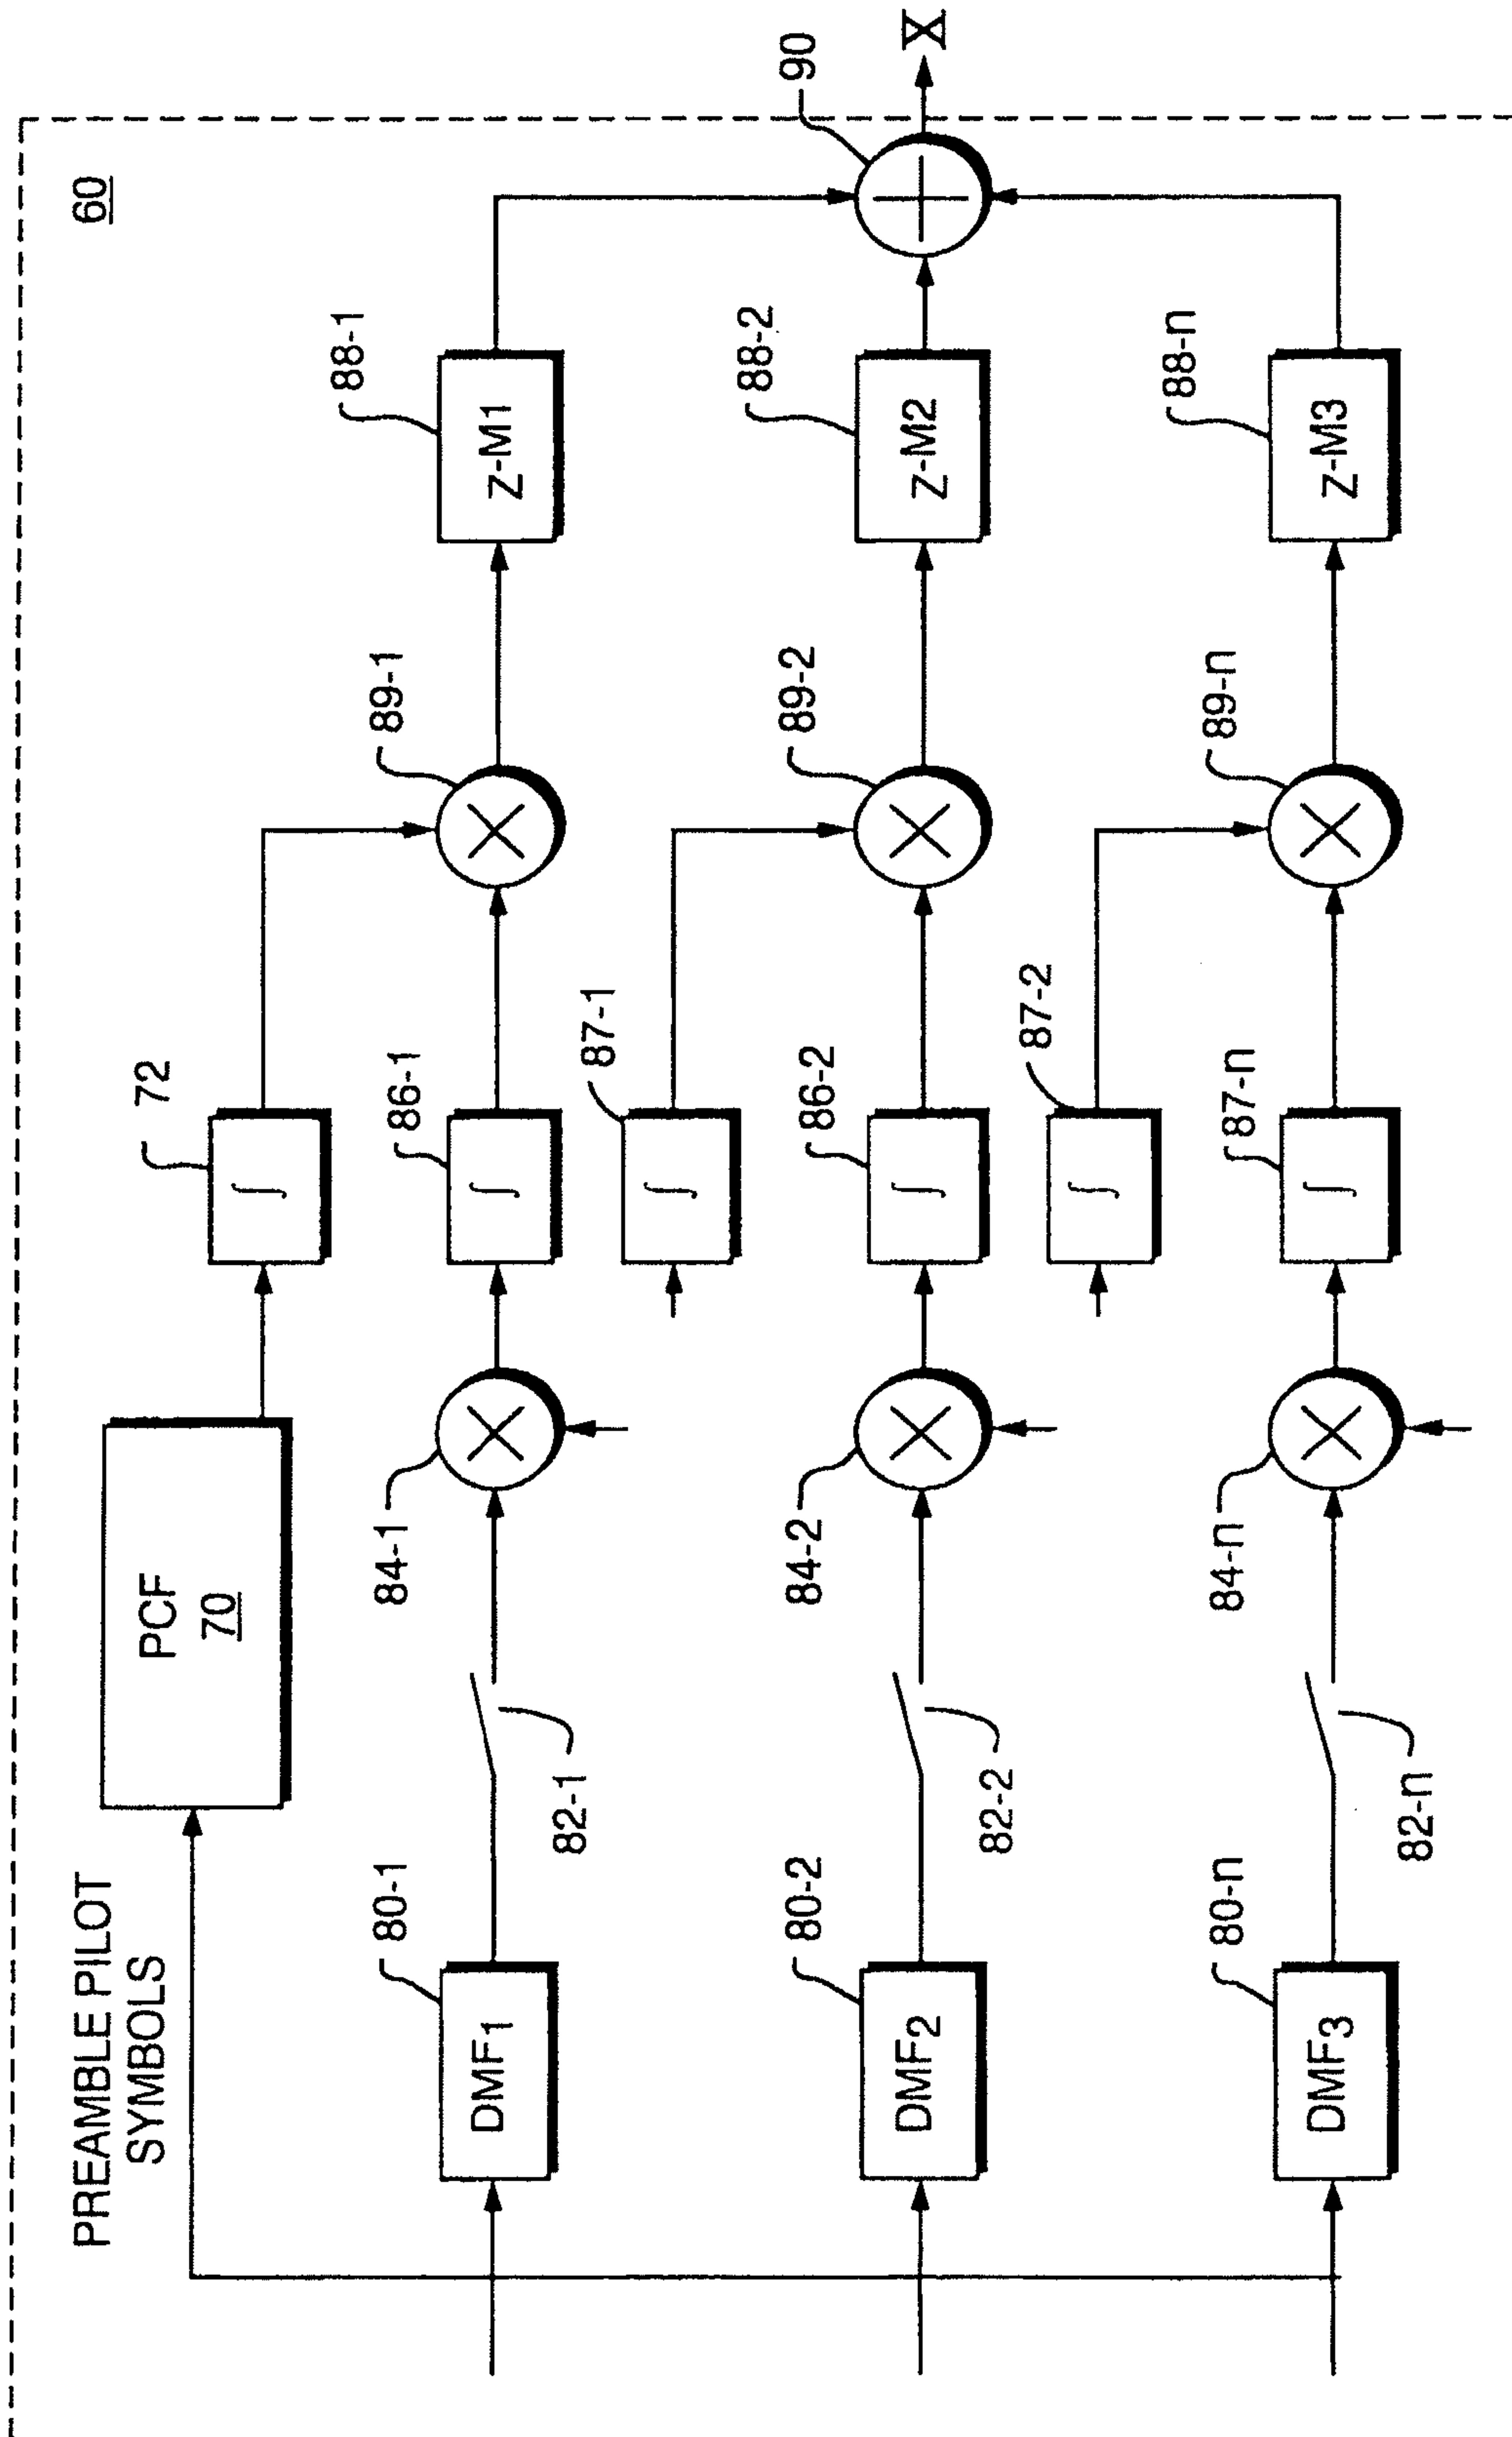 60
PREAMBLE PILOT
SYMBOLS
PCF
70
72
∫
80-1
DMF1
82-1
84-1
86-1
∫
89-1
88-1
Z-M1
87-1
∫
80-2
DMF2
82-2
84-2
86-2
∫
89-2
88-2
Z-M2
90
X
87-2
∫
80-n
DMF3
82-n
84-n
87-n
∫
89-n
88-n
Z-M3